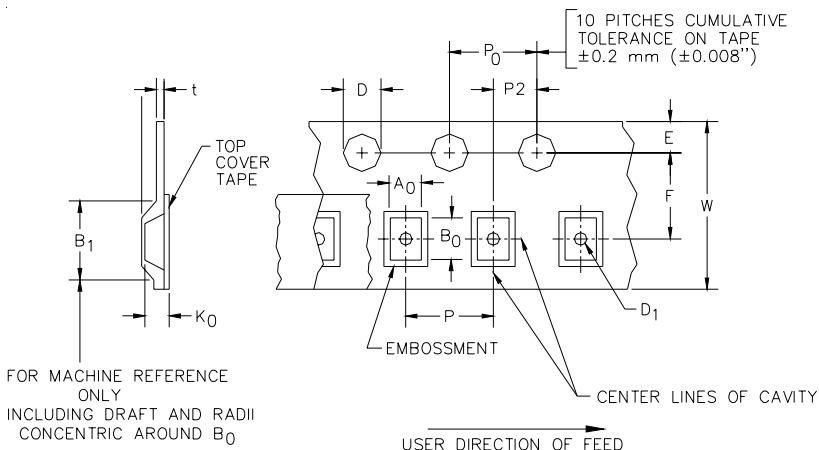 10 PITCHES CUMULATIVE
TOLERANCE ON TAPE
±0.2 mm (±0.008")
P0
D
P2
t
E
TOP
COVER
TAPE
A0
F
W
B1
B0
K0
P
D1
EMBOSSMENT
FOR MACHINE REFERENCE
ONLY
INCLUDING DRAFT AND RADII
CONCENTRIC AROUND B0
CENTER LINES OF CAVITY
USER DIRECTION OF FEED